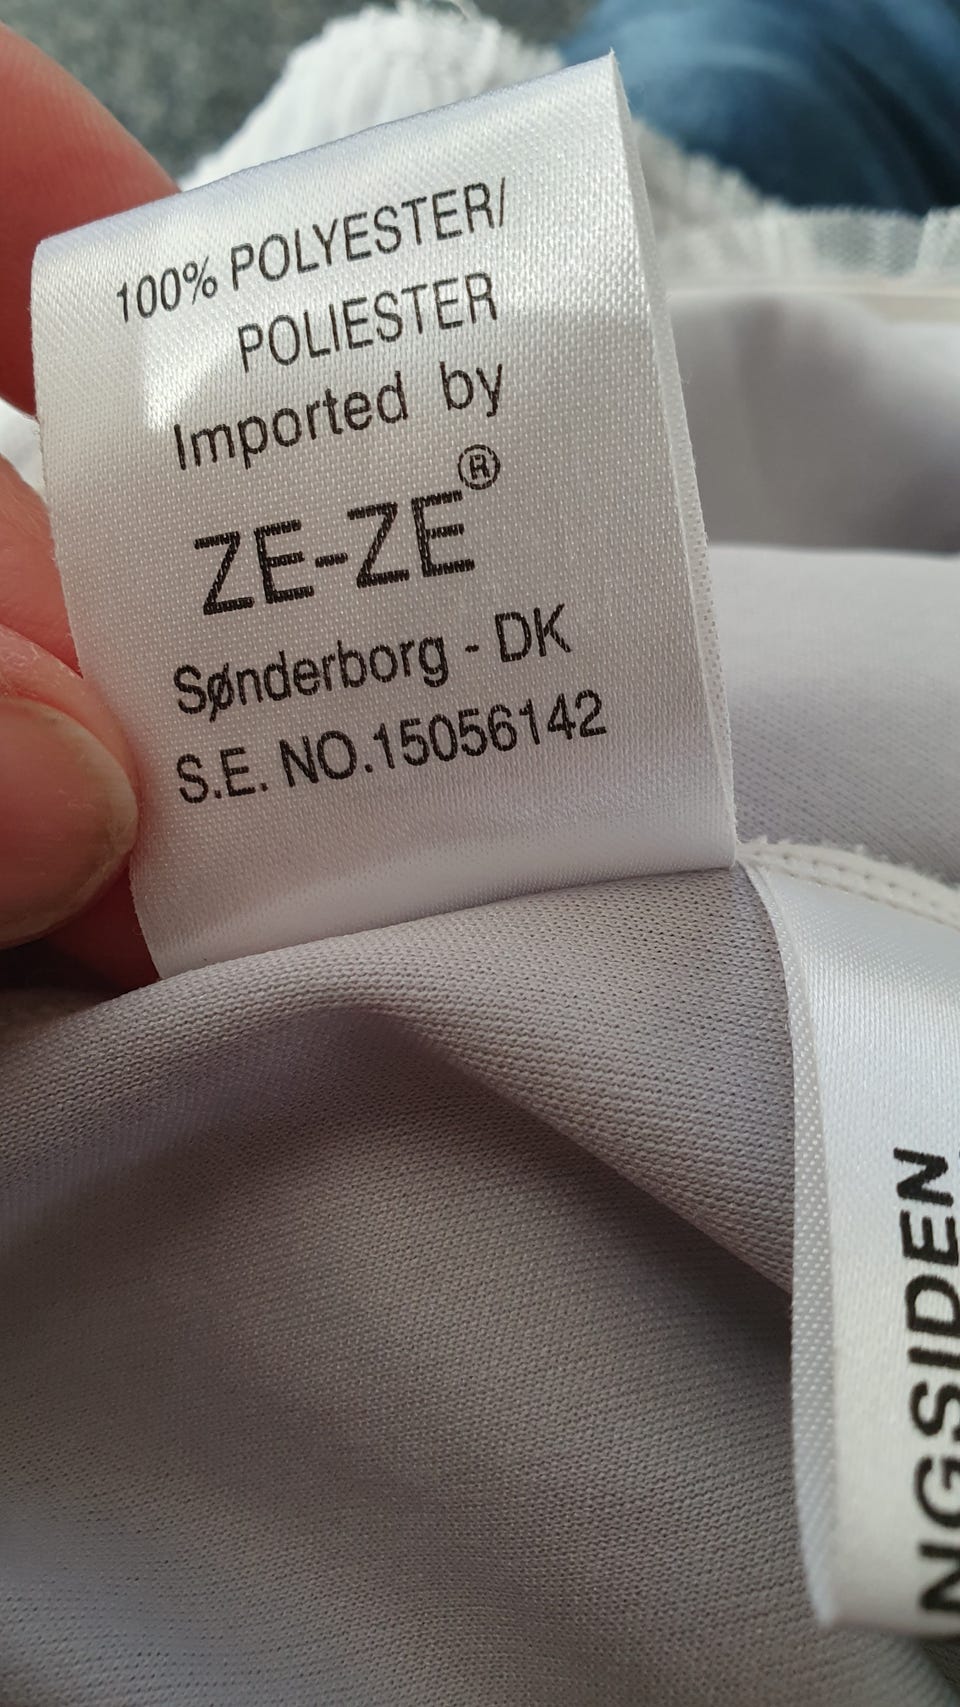 100% POLYESTER/
POLIESTER
Imported by
ZE-ZE®
Sønderborg - DK
S.E. NO.15056142
NGSIDEN